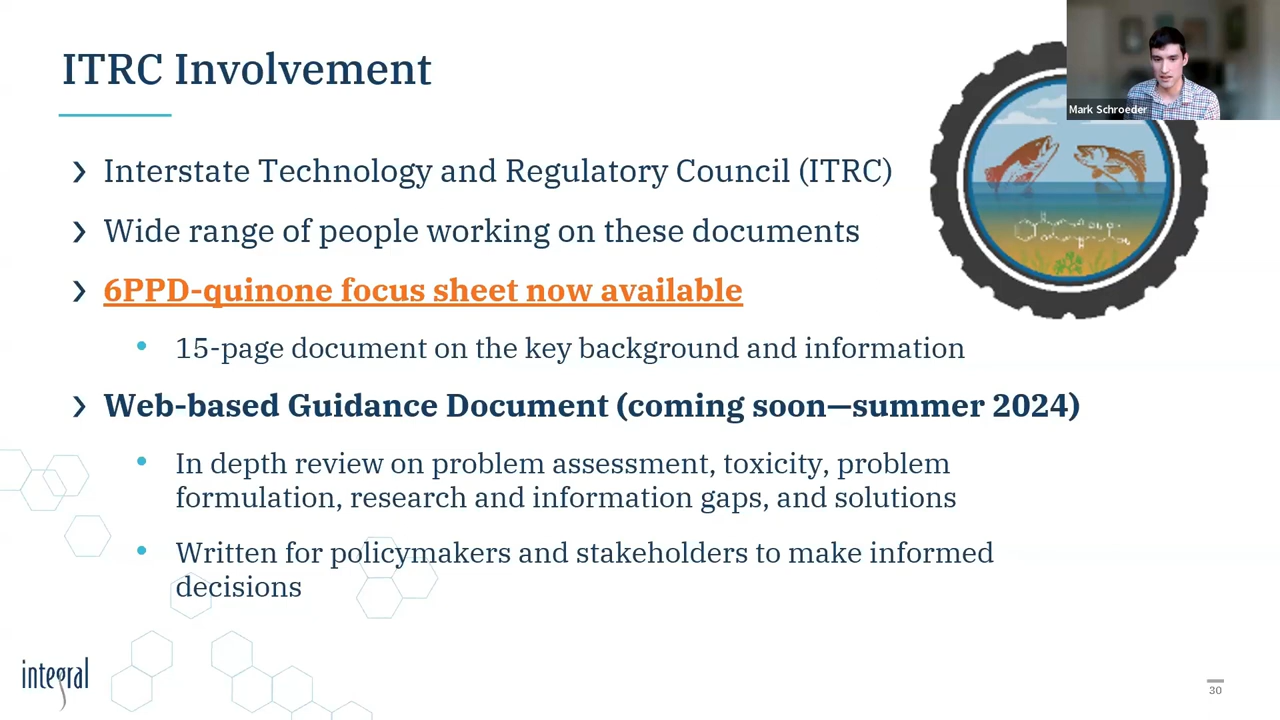 ITRC Involvement
Mark Schroeder
› Interstate Technology and Regulatory Council (ITRC)
› Wide range of people working on these documents
› 6PPD-quinone focus sheet now available
• 15-page document on the key background and information
› Web-based Guidance Document (coming soon—summer 2024)
• In depth review on problem assessment, toxicity, problem
formulation, research and information gaps, and solutions
• Written for policymakers and stakeholders to make informed
decisions
integral
30